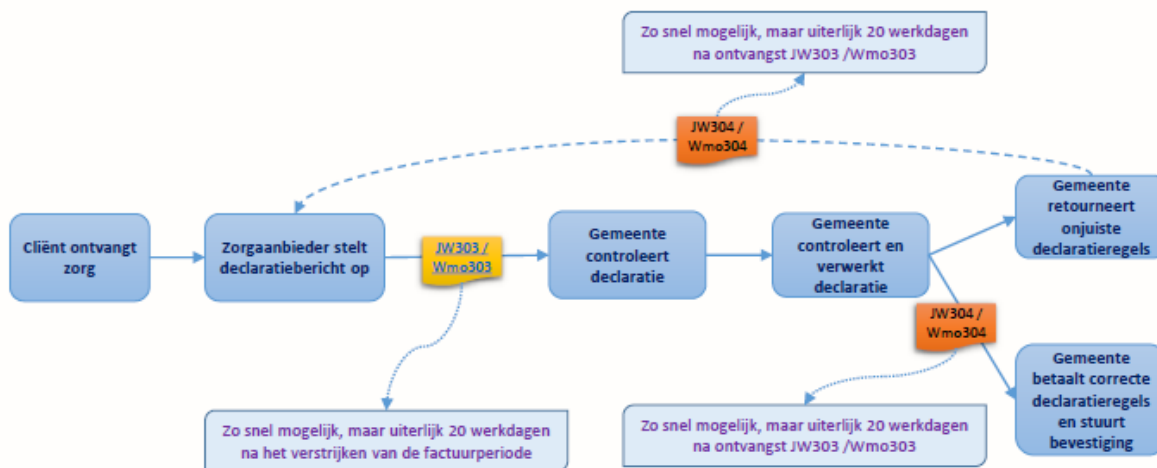 Zo snel mogelijk, maar uiterlijk 20 werkdagen
na ontvangst JW303 /Wmo303
JW304 /
Wmo304
Cliënt ontvangt
zorg
Zorgaanbieder stelt
declaratiebericht op
JW303 /
Wmo303
Gemeente
controleert
declaratie
Gemeente
controleert en
verwerkt
declaratie
Gemeente
retourneert
onjuiste
declaratieregels
JW304 /
Wmo304
Gemeente
betaalt correcte
declaratieregels
en stuurt
bevestiging
Zo snel mogelijk, maar uiterlijk 20 werkdagen
na het verstrijken van de factuurperiode
Zo snel mogelijk, maar uiterlijk 20 werkdagen
na ontvangst JW303 /Wmo303